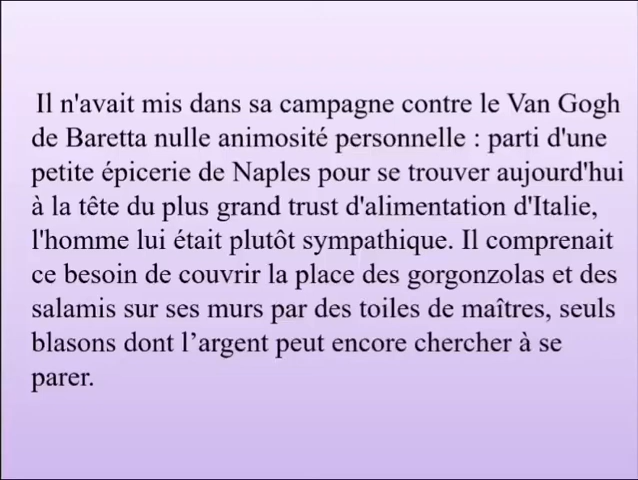 Il n'avait mis dans sa campagne contre le Van Gogh
de Baretta nulle animosité personnelle : parti d'une
petite épicerie de Naples pour se trouver aujourd'hui
à la tête du plus grand trust d'alimentation d'Italie,
l'homme lui était plutôt sympathique. Il comprenait
ce besoin de couvrir la place des gorgonzolas et des
salamis sur ses murs par des toiles de maîtres, seuls
blasons dont l’argent peut encore chercher à se
parer.